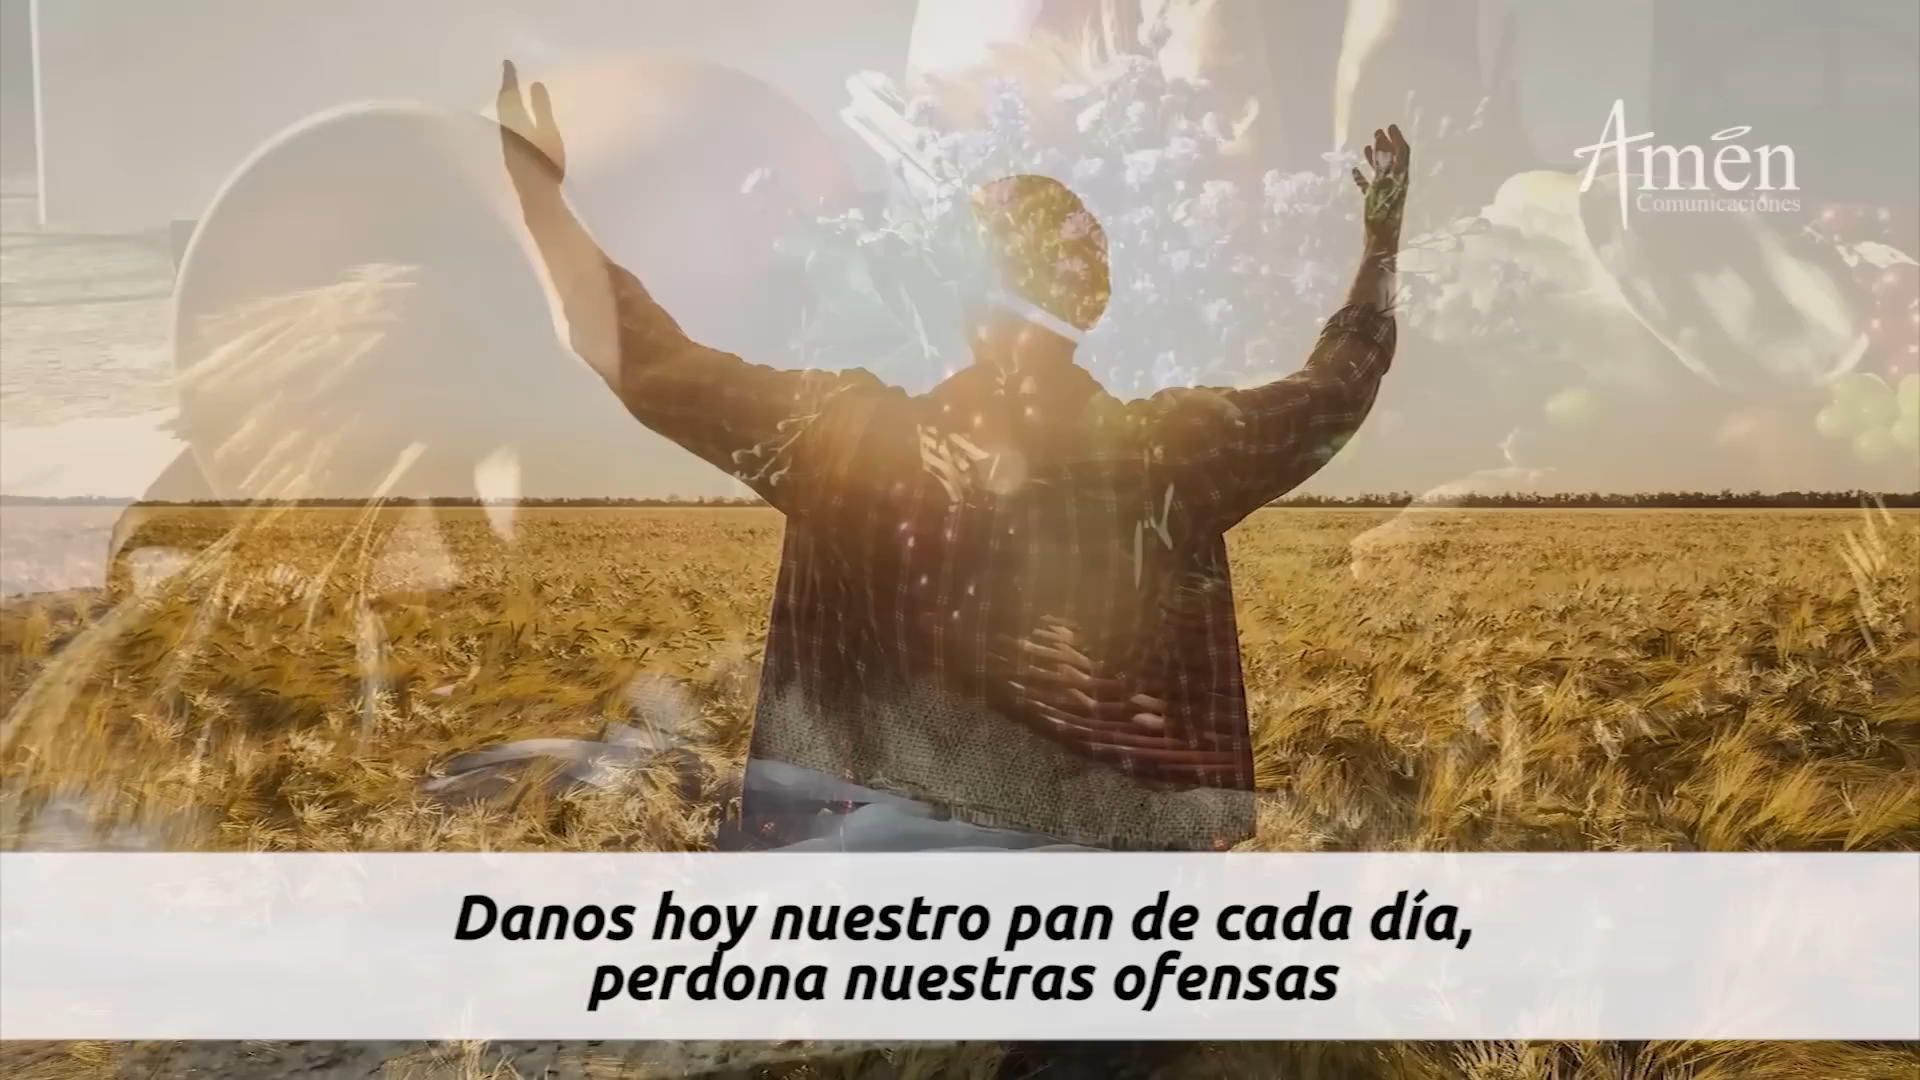 Amén
Comunicaciones
Danos hoy nuestro pan de cada día,
perdona nuestras ofensas